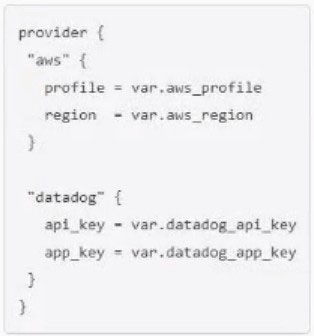 provider {
"aws" {
profile = var.aws_profile
region = var.aws_region
}
"datadog" {
api_key = var.datadog_api_key
app_key = var.datadog_app_key
}
}